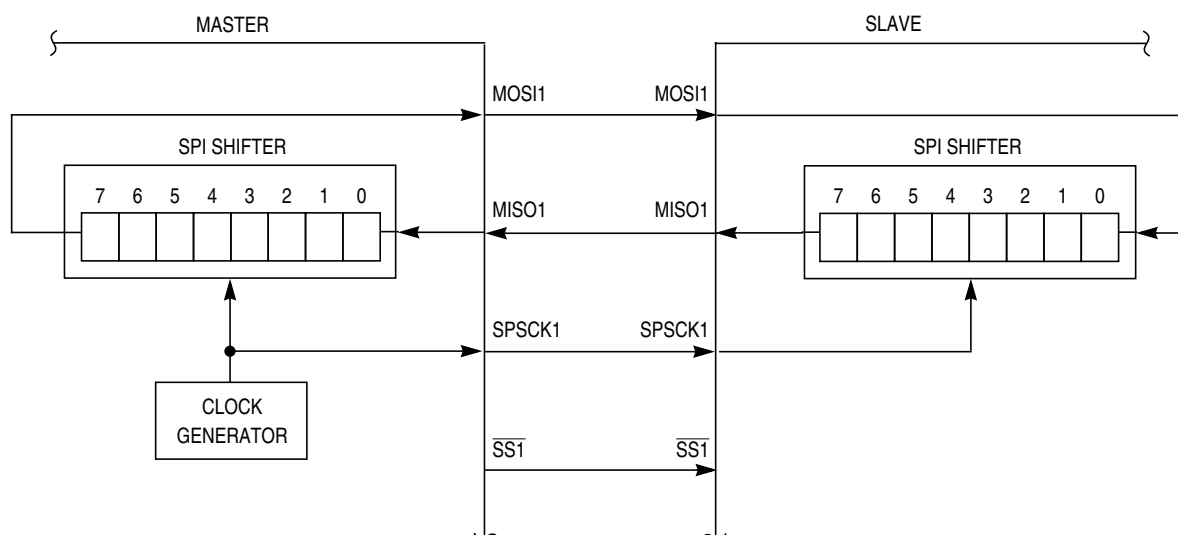 MASTER
SLAVE
MOSI1 MOSI1
SPI SHIFTER SPI SHIFTER
7 6 5 4 3 2 1 0 7 6 5 4 3 2 1 0
MISO1 MISO1
SPSCK1 SPSCK1
CLOCK
GENERATOR
SS1 SS1